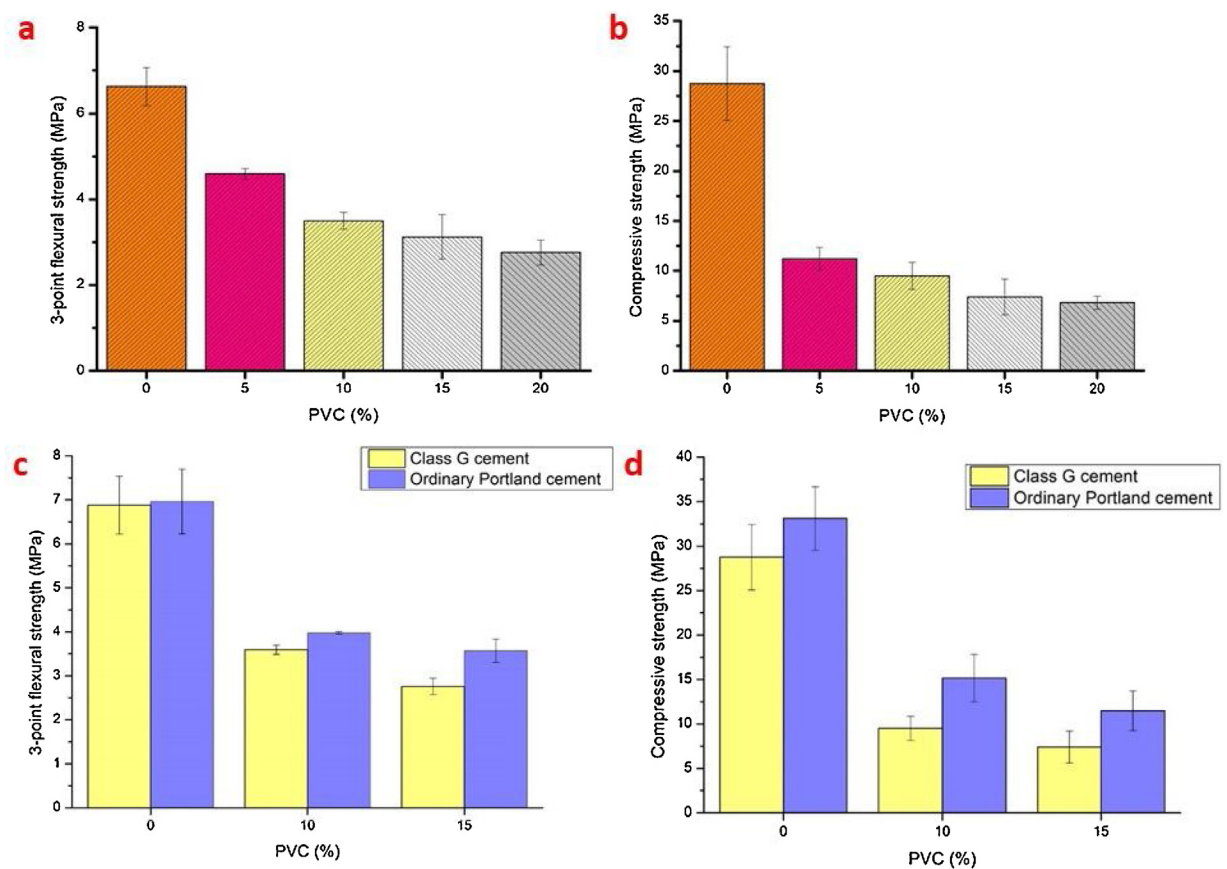 a
3-point flexural strength (MPa)
8
6
4
2
0
0 5 10 15 20
PVC (%)
b
Compressive strength (MPa)
35
30
25
20
15
10
5
0
0 5 10 15 20
PVC (%)
c
Class G cement
Ordinary Portland cement
3-point flexural strength (MPa)
8
7
6
5
4
3
2
1
0
0 10 15
PVC (%)
d
Class G cement
Ordinary Portland cement
Compressive strength (MPa)
40
35
30
25
20
15
10
5
0
0 10 15
PVC (%)